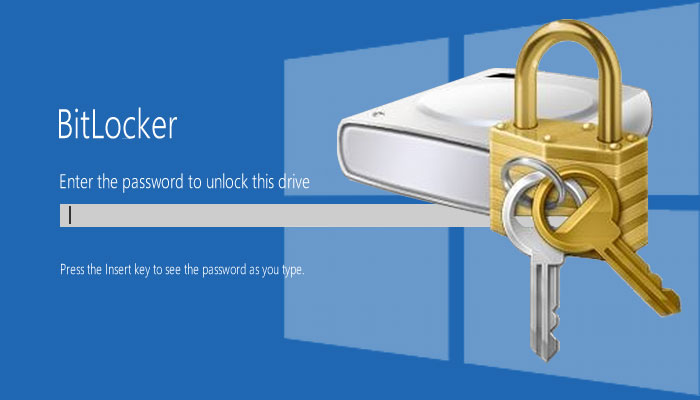 BitLocker
Enter the password to unlock this drive
Press the Insert key to see the password as you type.